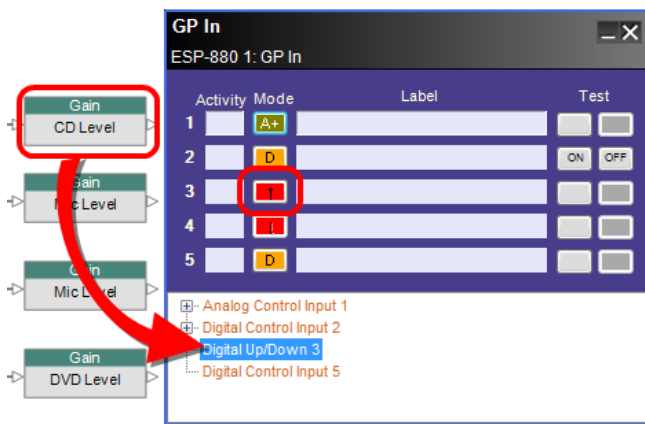 GP In
ESP-880 1: GP In
Activity Mode Label Test
1 A+
2 D ON OFF
3 ↑
4 ↓
5 D
Gain
CD Level
Gain
Mic Level
Gain
Mic Level
Gain
DVD Level
Analog Control Input 1
Digital Control Input 2
Digital Up/Down 3
Digital Control Input 5